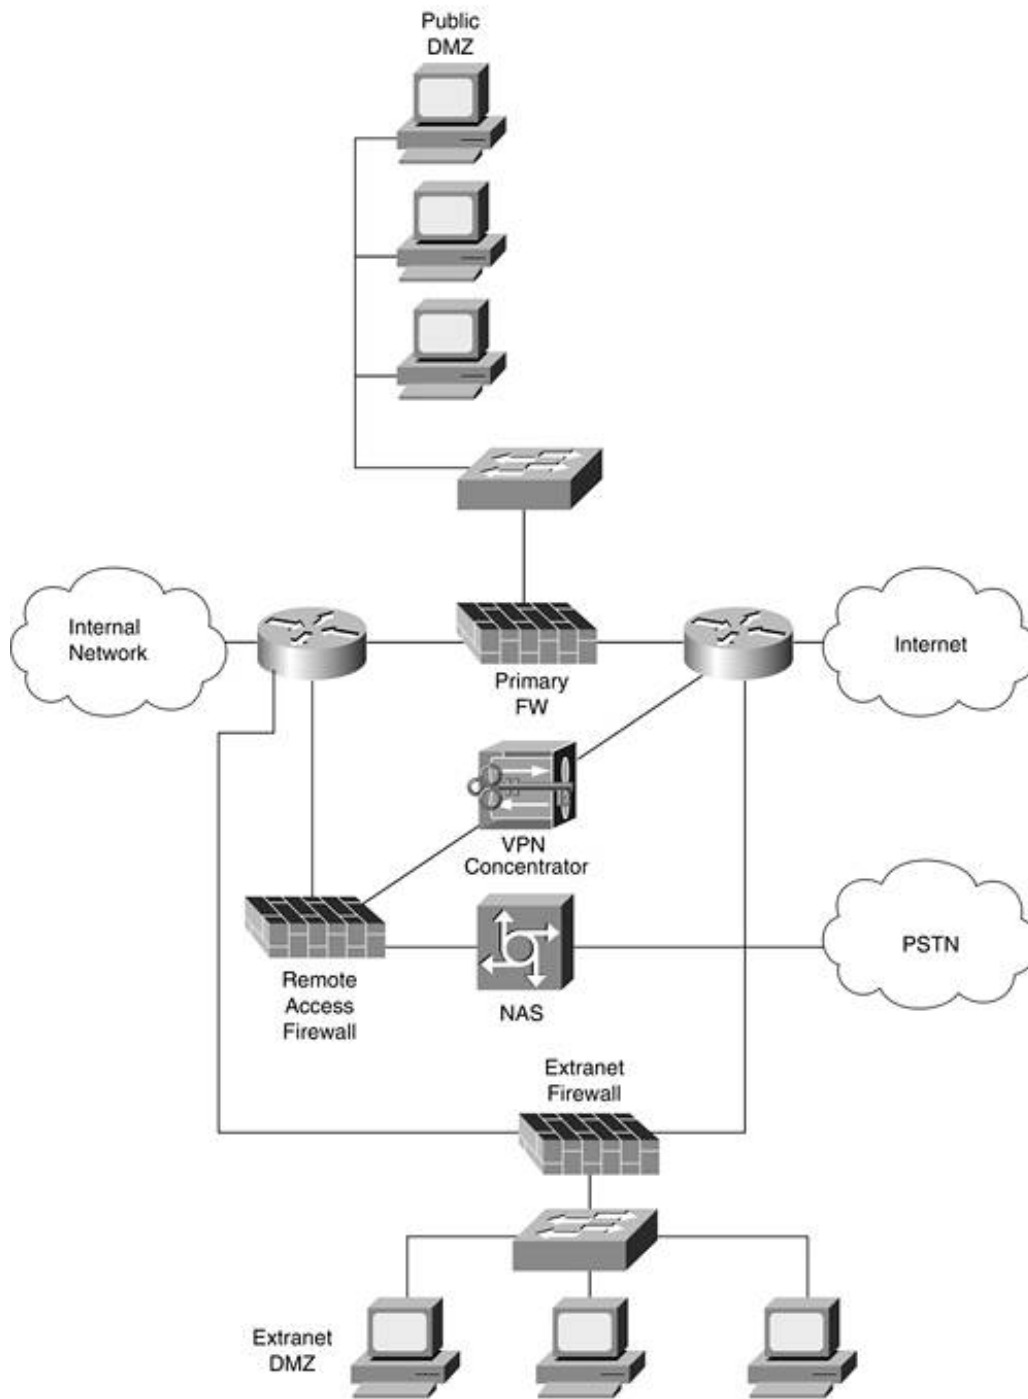 Public
DMZ
Internal
Network
Primary
FW
Internet
VPN
Concentrator
Remote
Access
Firewall
NAS
PSTN
Extranet
Firewall
Extranet
DMZ